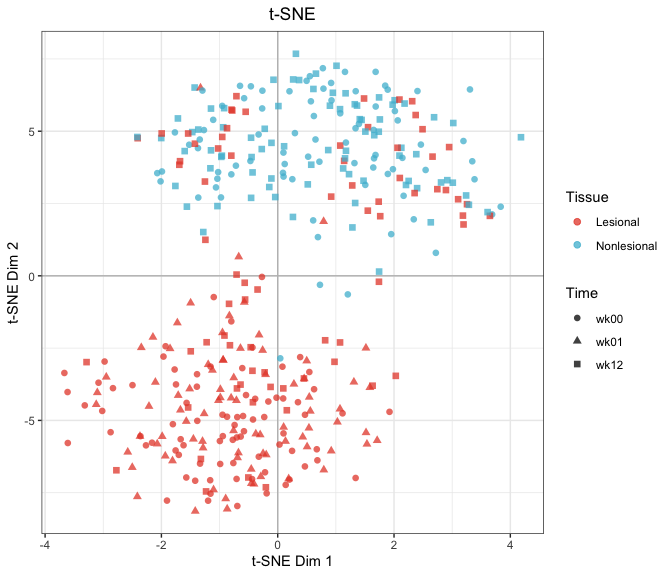 t-SNE
t-SNE Dim 2
5
0
-5
-4
-2
0
2
4
t-SNE Dim 1
Tissue
Lesional
Nonlesional
Time
wk00
wk01
wk12